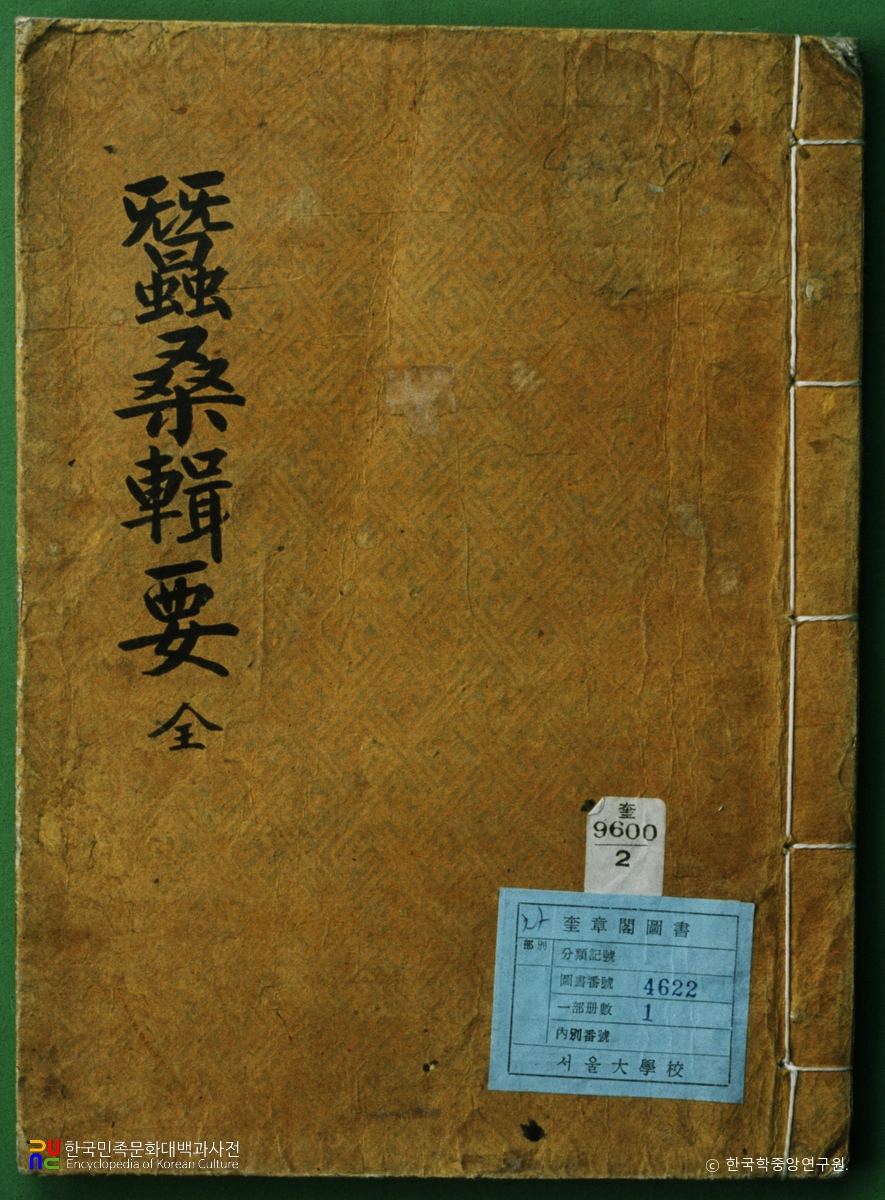 蠶桑輯要 全
奎
9600
2
奎章閣圖書
部別
分類記號
圖書番號 4622
一部册數 1
內別番號
서울大學校
한국민족문화대백과사전
Encyclopedia of Korean Culture
© 한국학중앙연구원.